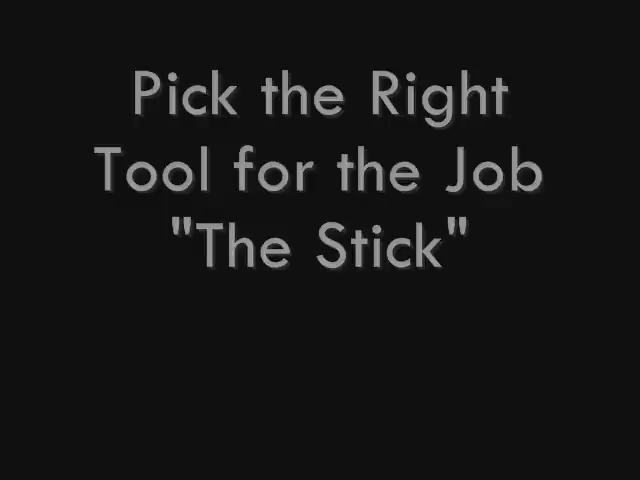 Pick the Right
Tool for the Job
"The Stick"